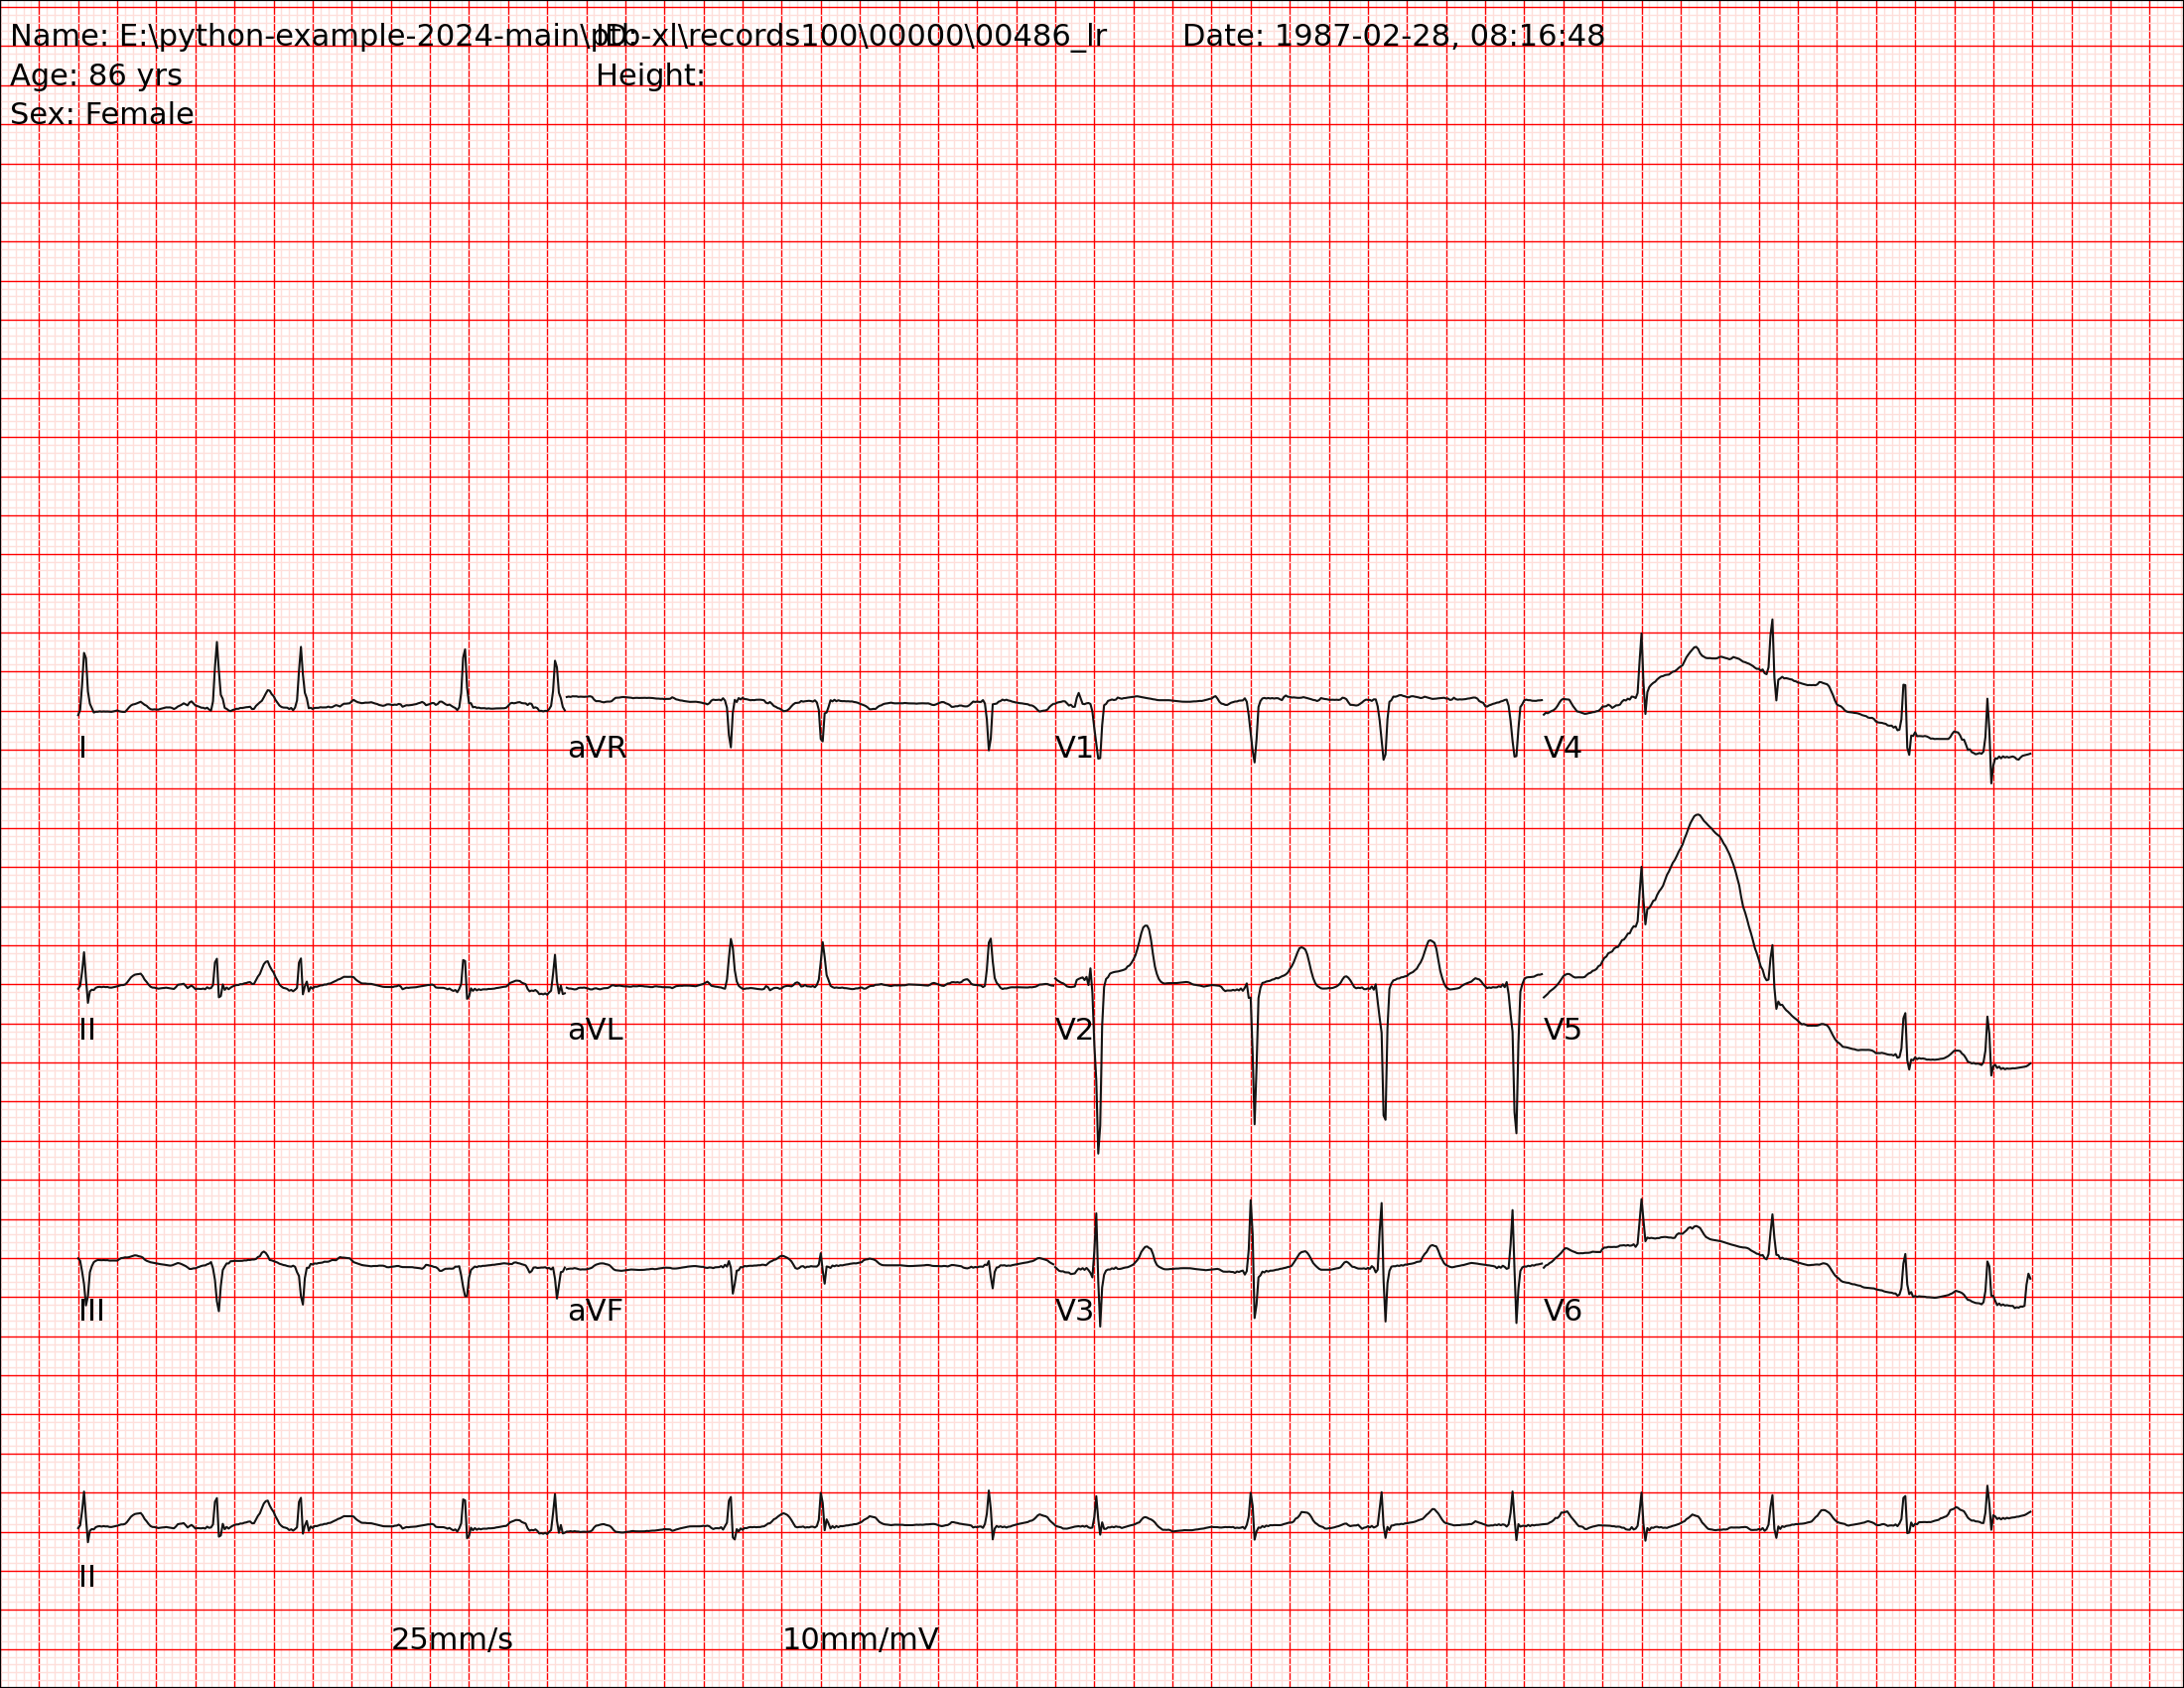 Name: E:\python-example-2024-main\ptb-xl\records100\00000\00486_lr ID: Date: 1987-02-28, 08:16:48
Age: 86 yrs Height:
Sex: Female
I aVR V1 V4
II aVL V2 V5
III aVF V3 V6
II
25mm/s 10mm/mV